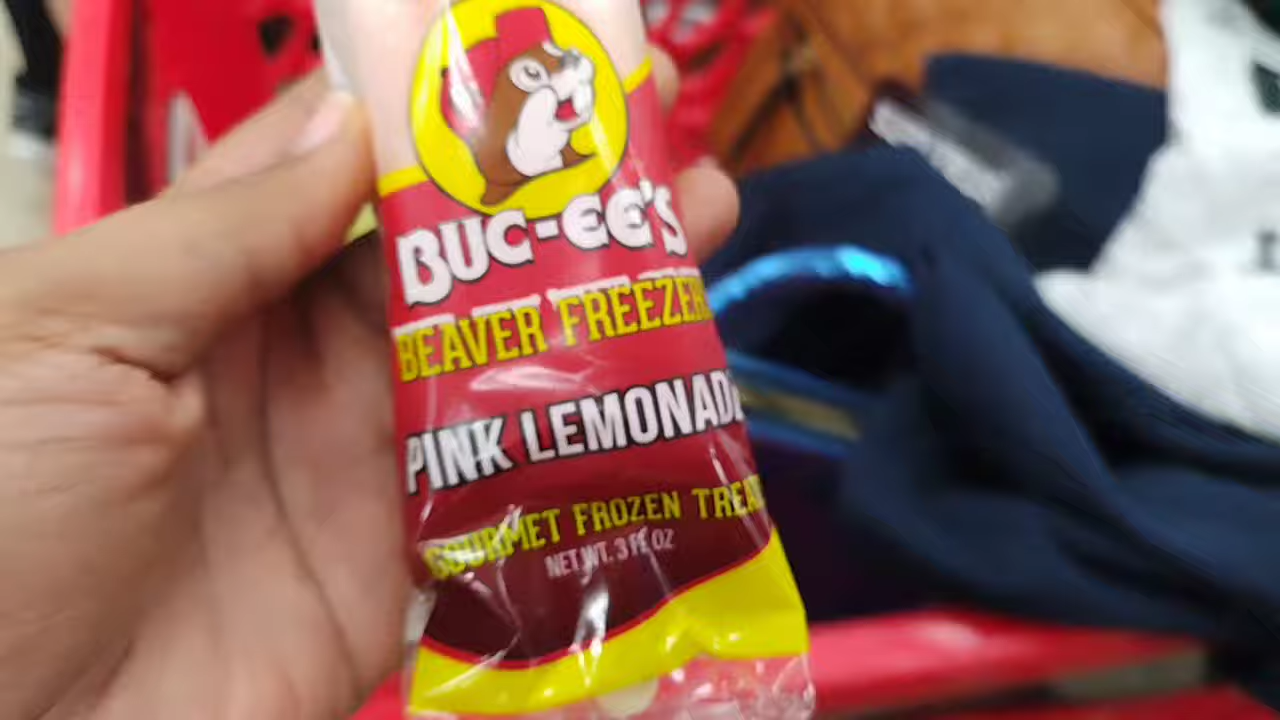 BUC-EE'S
BEAVER FREEZER
PINK LEMONADE
GOURMET FROZEN TREAT
NET WT. 3 FL OZ